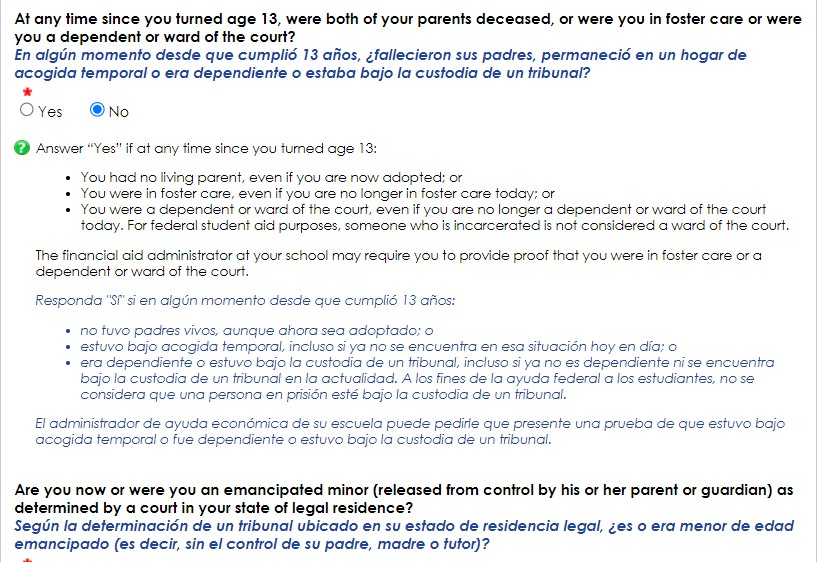 At any time since you turned age 13, were both of your parents deceased, or were you in foster care or were
you a dependent or ward of the court?
En algún momento desde que cumplió 13 años, ¿fallecieron sus padres, permaneció en un hogar de
acogida temporal o era dependiente o estaba bajo la custodia de un tribunal?
*
Yes No
? Answer “Yes” if at any time since you turned age 13:
• You had no living parent, even if you are now adopted; or
• You were in foster care, even if you are no longer in foster care today; or
• You were a dependent or ward of the court, even if you are no longer a dependent or ward of the court
today. For federal student aid purposes, someone who is incarcerated is not considered a ward of the court.
The financial aid administrator at your school may require you to provide proof that you were in foster care or a
dependent or ward of the court.
Responda "Sí" si en algún momento desde que cumplió 13 años:
• no tuvo padres vivos, aunque ahora sea adoptado; o
• estuvo bajo acogida temporal, incluso si ya no se encuentra en esa situación hoy en día; o
• era dependiente o estuvo bajo la custodia de un tribunal, incluso si ya no es dependiente ni se encuentra
bajo la custodia de un tribunal en la actualidad. A los fines de la ayuda federal a los estudiantes, no se
considera que una persona en prisión esté bajo la custodia de un tribunal.
El administrador de ayuda económica de su escuela puede pedirle que presente una prueba de que estuvo bajo
acogida temporal o fue dependiente o estuvo bajo la custodia de un tribunal.
Are you now or were you an emancipated minor (released from control by his or her parent or guardian) as
determined by a court in your state of legal residence?
Según la determinación de un tribunal ubicado en su estado de residencia legal, ¿es o era menor de edad
emancipado (es decir, sin el control de su padre, madre o tutor)?
*